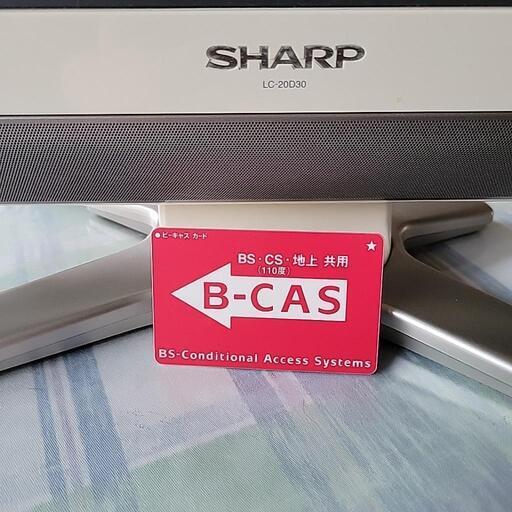 SHARP
LC-20D30
ビーキャス カード
BS・CS・地上 共用
(110度)
B-CAS
BS-Conditional Access Systems